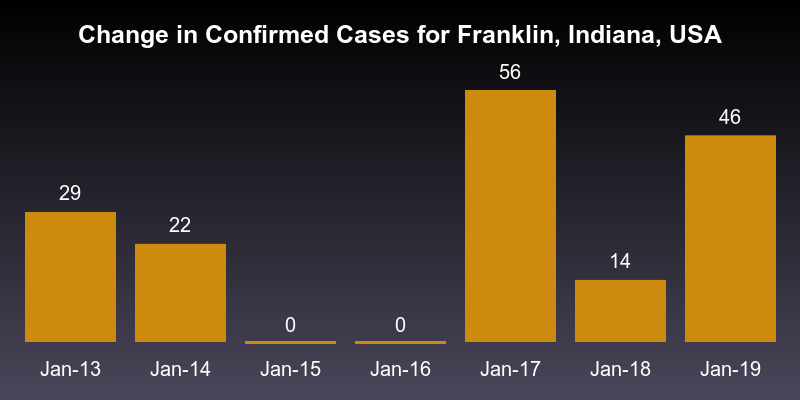 Change in Confirmed Cases for Franklin, Indiana, USA
56
46
29
22
14
0
0
Jan-13
Jan-14
Jan-15
Jan-16
Jan-17
Jan-18
Jan-19